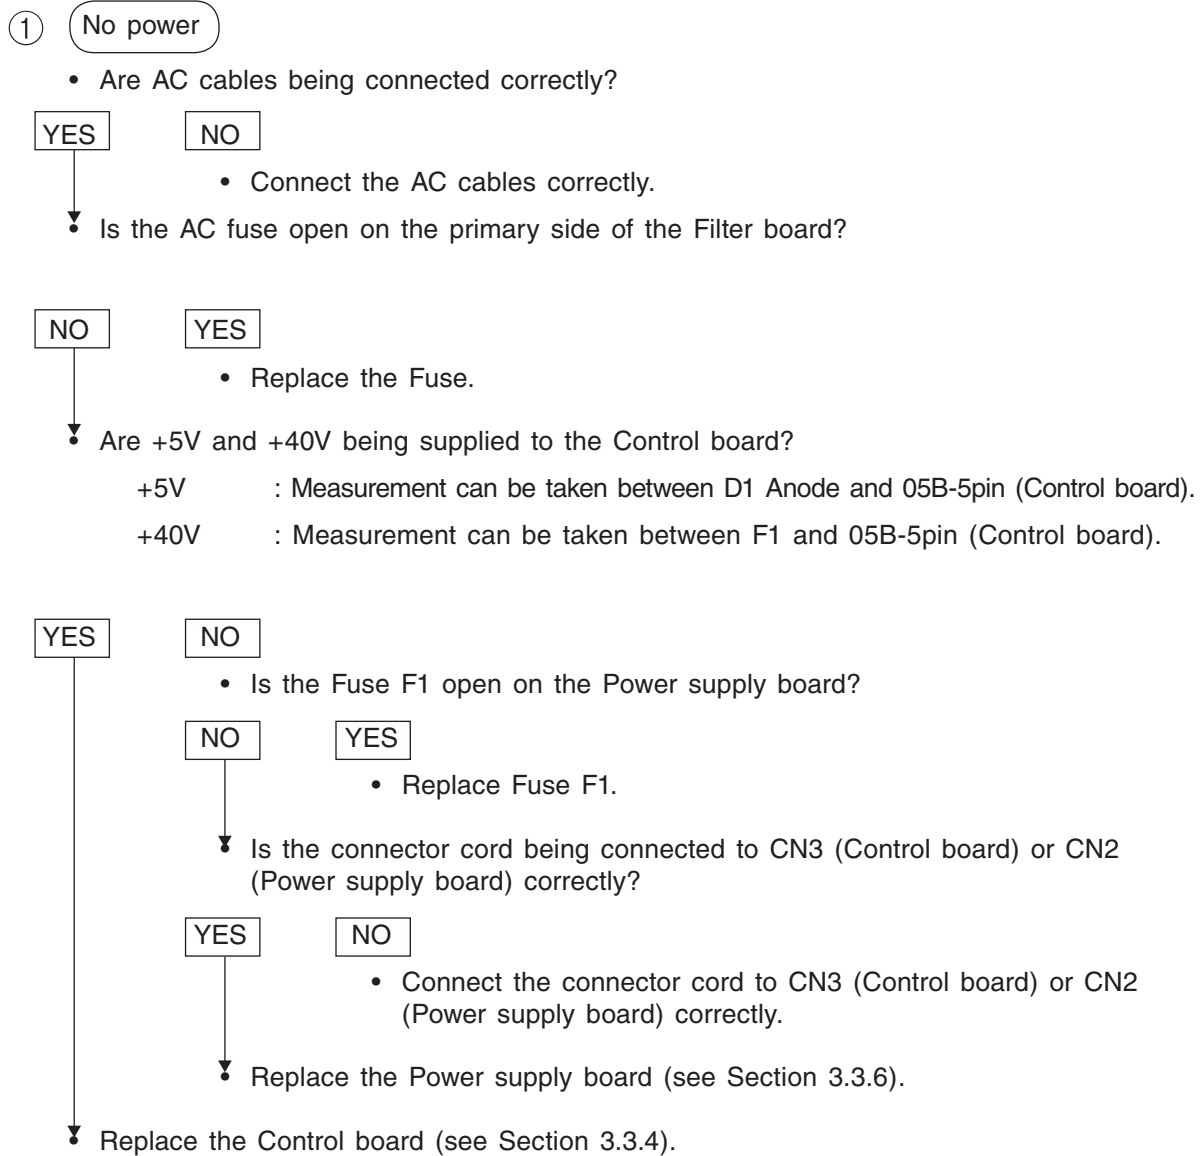 ① No power
• Are AC cables being connected correctly?
YES NO
• Connect the AC cables correctly.
• Is the AC fuse open on the primary side of the Filter board?
NO YES
• Replace the Fuse.
• Are +5V and +40V being supplied to the Control board?
+5V : Measurement can be taken between D1 Anode and 05B-5pin (Control board).
+40V : Measurement can be taken between F1 and 05B-5pin (Control board).
YES NO
• Is the Fuse F1 open on the Power supply board?
NO YES
• Replace Fuse F1.
• Is the connector cord being connected to CN3 (Control board) or CN2
(Power supply board) correctly?
YES NO
• Connect the connector cord to CN3 (Control board) or CN2
(Power supply board) correctly.
• Replace the Power supply board (see Section 3.3.6).
• Replace the Control board (see Section 3.3.4).